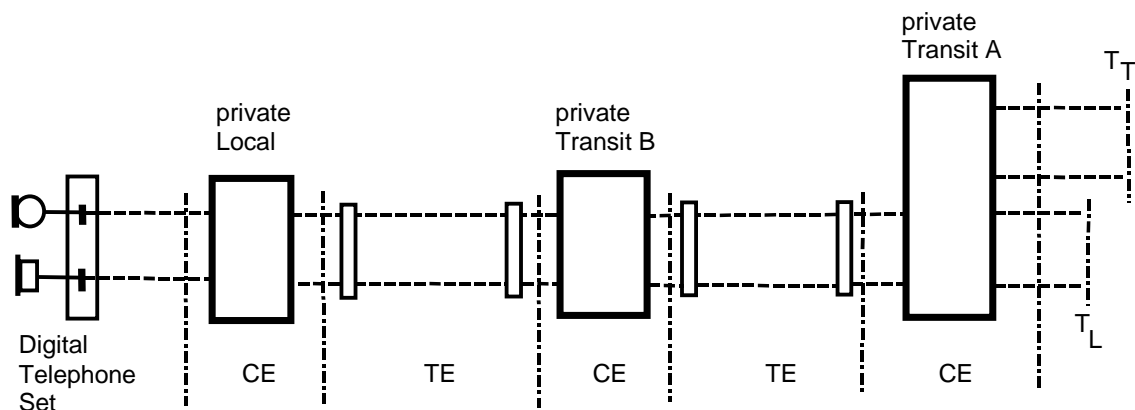 private
Transit A
T T
private
Local
private
Transit B
T L
Digital
Telephone
Set
CE
TE
CE
TE
CE